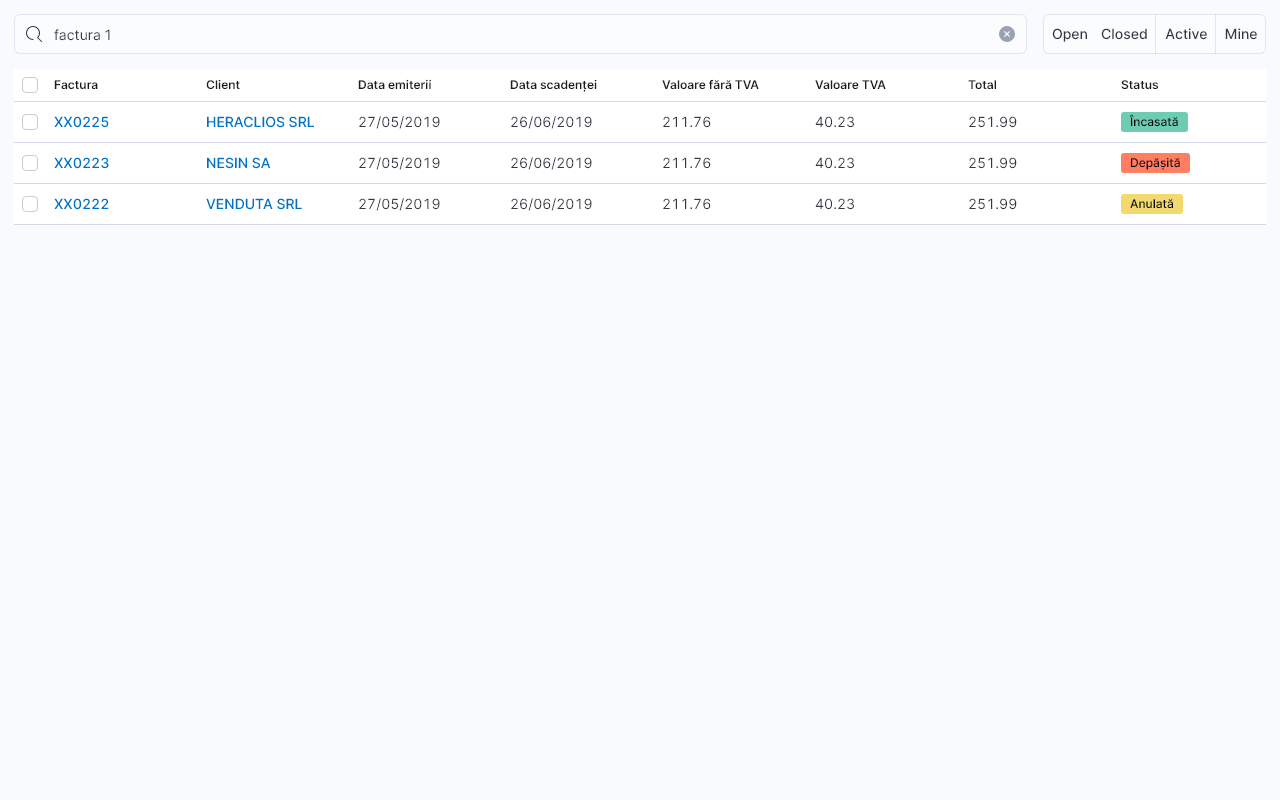 factura 1
Open Closed Active Mine
Factura Client Data emiterii Data scadenței Valoare fără TVA Valoare TVA Total Status
XX0225 HERACLIOS SRL 27/05/2019 26/06/2019 211.76 40.23 251.99 Încasată
XX0223 NESIN SA 27/05/2019 26/06/2019 211.76 40.23 251.99 Depășită
XX0222 VENDUTA SRL 27/05/2019 26/06/2019 211.76 40.23 251.99 Anulată